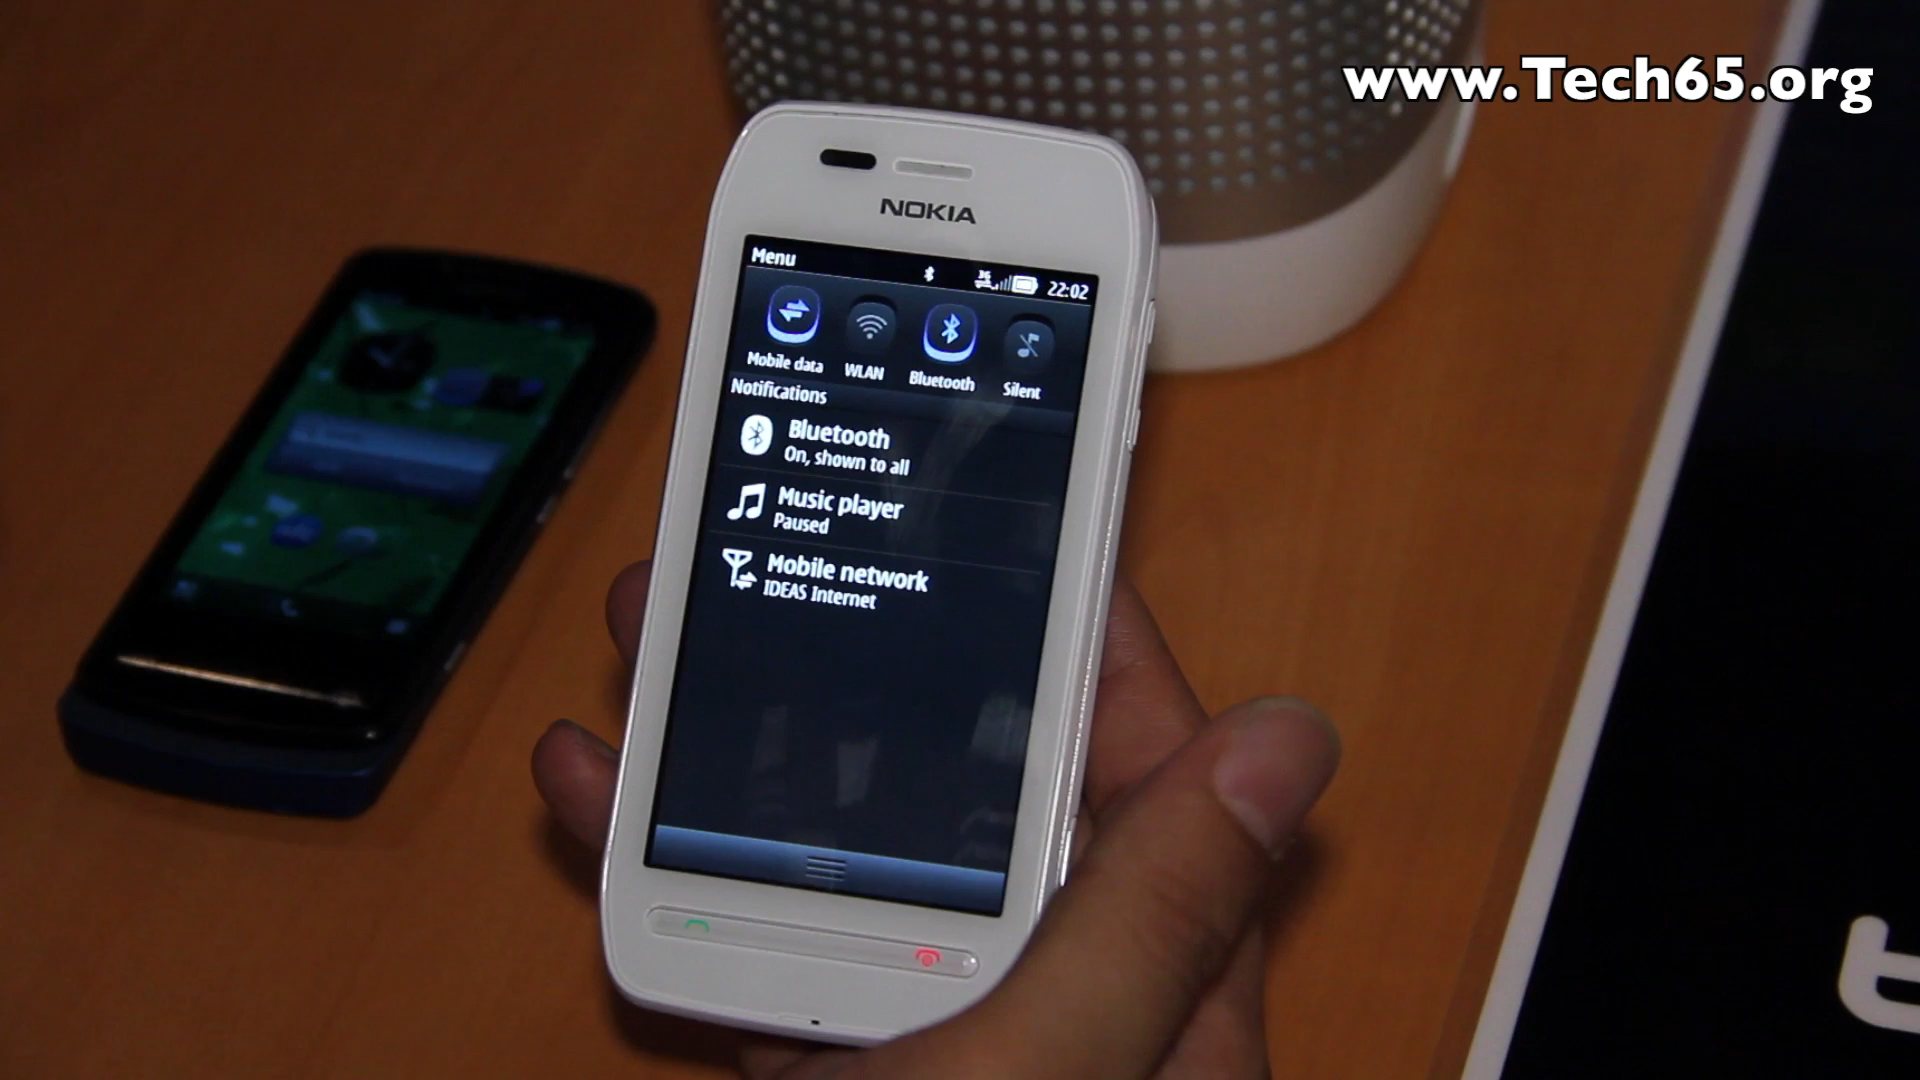 www.Tech65.org
NOKIA
Menu
3G
22:02
Mobile data
WLAN
Bluetooth
Silent
Notifications
Bluetooth
On, shown to all
Music player
Paused
Mobile network
IDEAS Internet